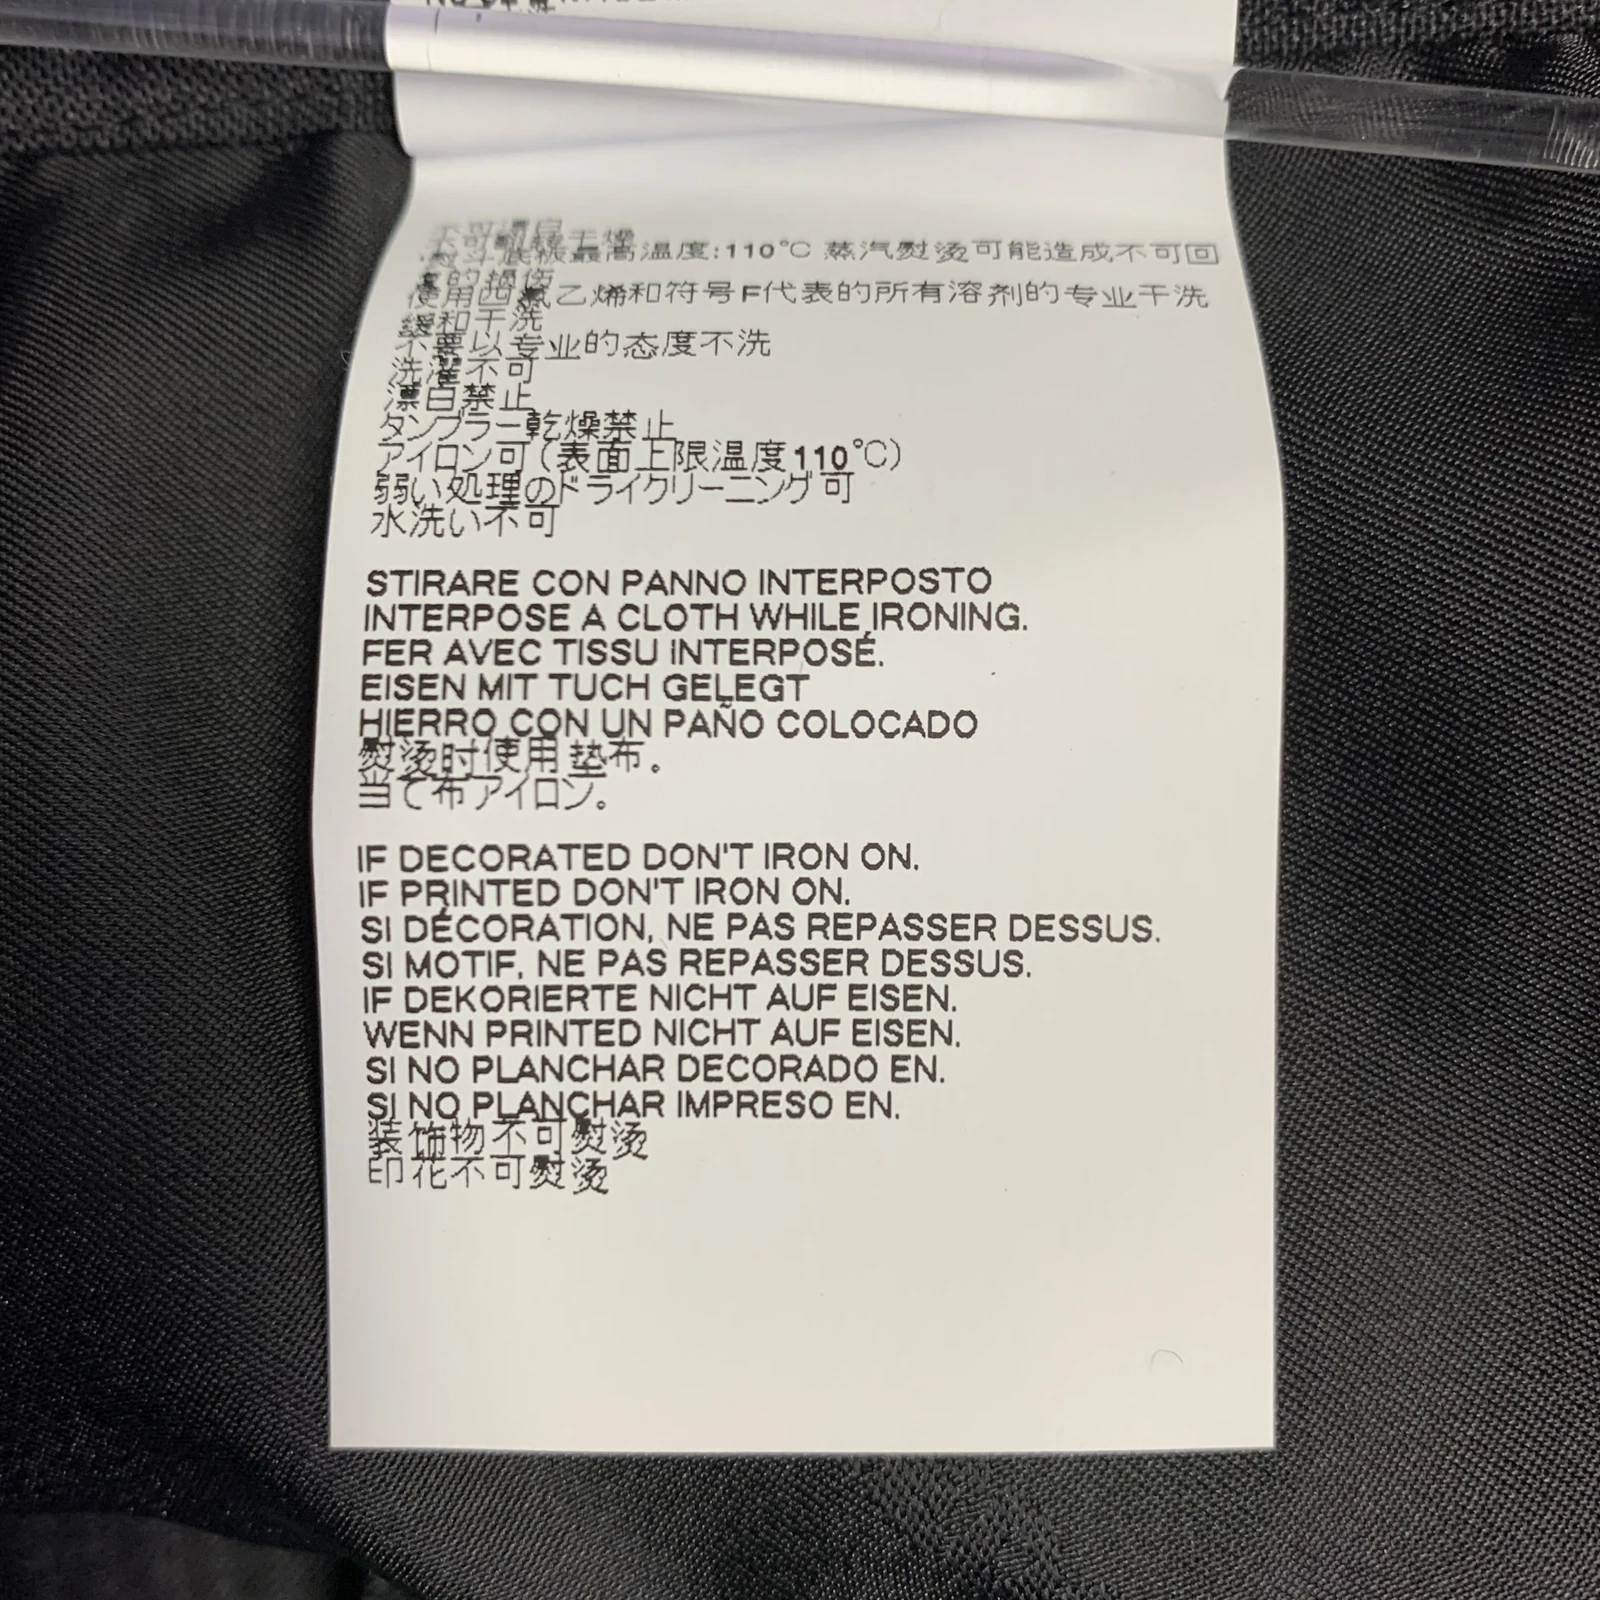 不可漂白
不可翻转干燥
熨斗底板最高温度:110°C 蒸汽熨烫可能造成不可回
复的损伤
使用四氯乙烯和符号F代表的所有溶剂的专业干洗
缓和干洗
不要以专业的态度不洗
洗濯不可
漂白禁止
タンブラー乾燥禁止
アイロン可(表面上限温度110°C)
弱い処理のドライクリーニング可
水洗い不可
STIRARE CON PANNO INTERPOSTO
INTERPOSE A CLOTH WHILE IRONING.
FER AVEC TISSU INTERPOSÉ.
EISEN MIT TUCH GELEGT
HIERRO CON UN PAÑO COLOCADO
熨烫时使用垫布。
当て布アイロン。
IF DECORATED DON'T IRON ON.
IF PRINTED DON'T IRON ON.
SI DÉCORATION, NE PAS REPASSER DESSUS.
SI MOTIF, NE PAS REPASSER DESSUS.
IF DEKORIERTE NICHT AUF EISEN.
WENN PRINTED NICHT AUF EISEN.
SI NO PLANCHAR DECORADO EN.
SI NO PLANCHAR IMPRESO EN.
装饰物不可熨烫
印花不可熨烫